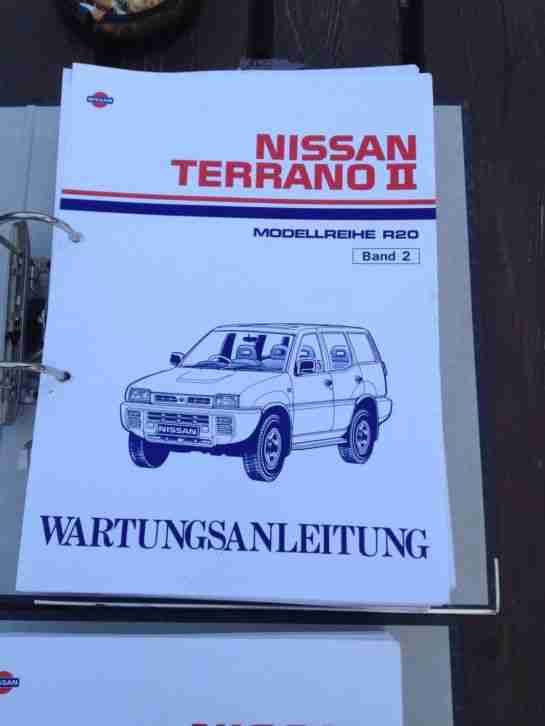 NISSAN
NISSAN
TERRANO II
MODELLREIHE R20
Band 2
NISSAN
WARTUNGSANLEITUNG
NISSAN